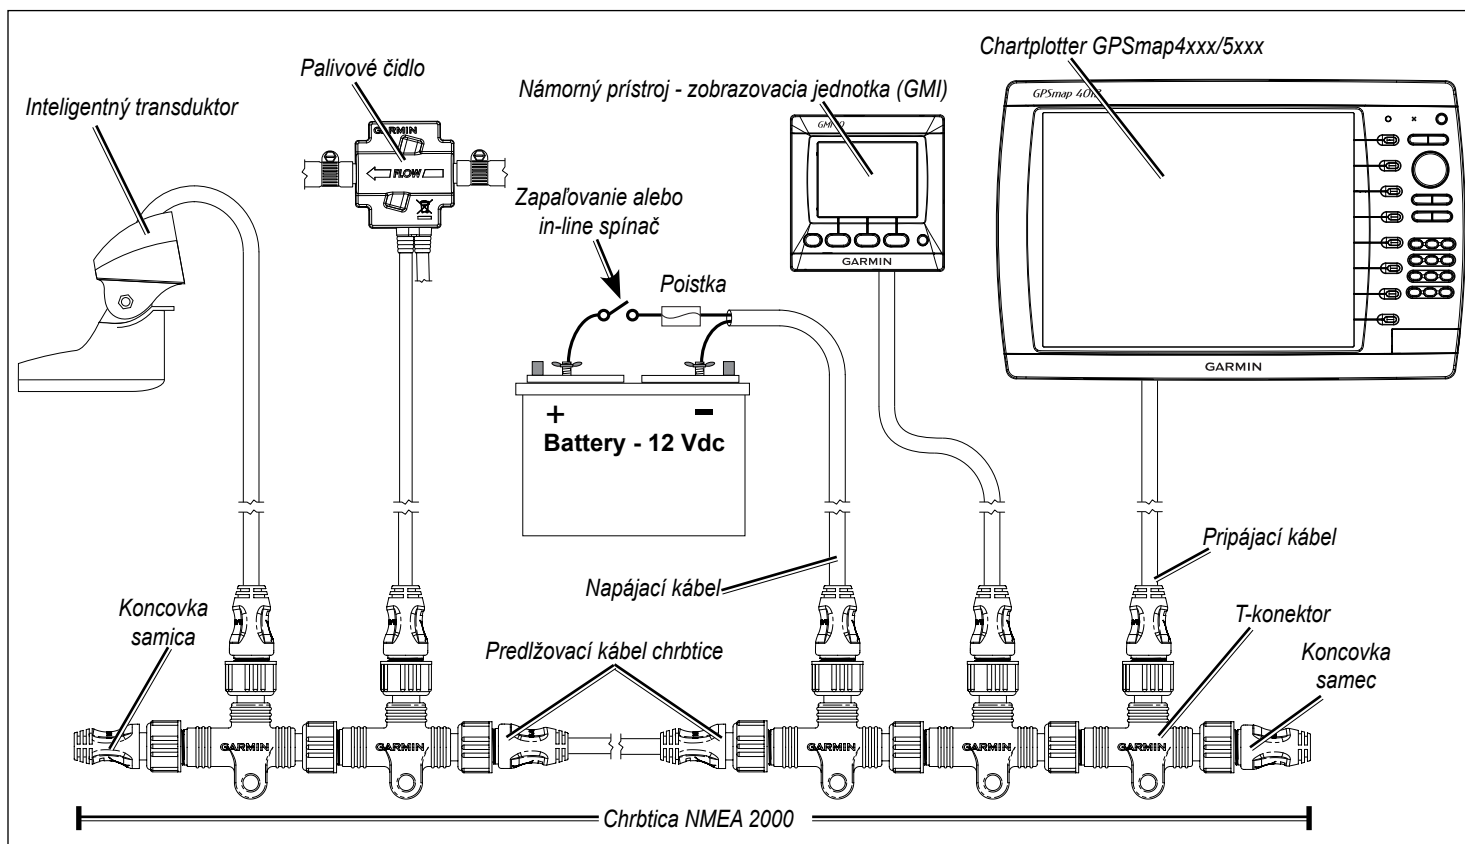 Chartplotter GPSmap4xxx/5xxx
Palivové čidlo
Námorný prístroj - zobrazovacia jednotka (GMI)
Inteligentný transduktor
GPSmap 4012
GARMIN
FLOW
Zapaľovanie alebo
in-line spínač
Poistka
GARMIN
GARMIN
+
–
Battery - 12 Vdc
Napájací kábel
Pripájací kábel
Koncovka
samica
Predlžovací kábel chrbtice
T-konektor
Koncovka
samec
GARMIN
GARMIN
GARMIN
GARMIN
GARMIN
Chrbtica NMEA 2000